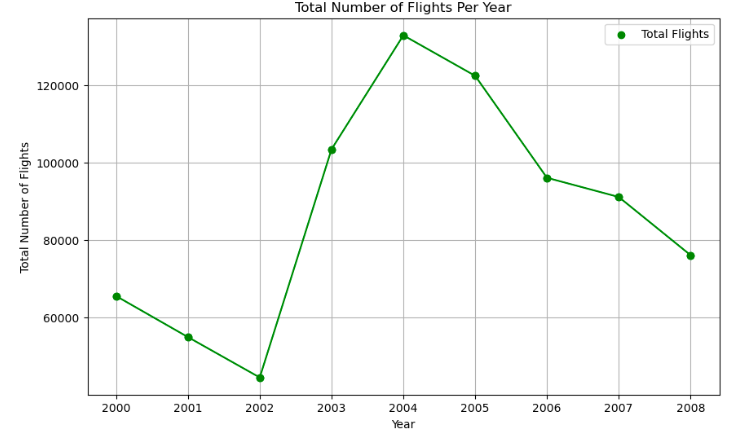 Total Number of Flights Per Year
Total Flights
Total Number of Flights
120000
100000
80000
60000
2000 2001 2002 2003 2004 2005 2006 2007 2008
Year